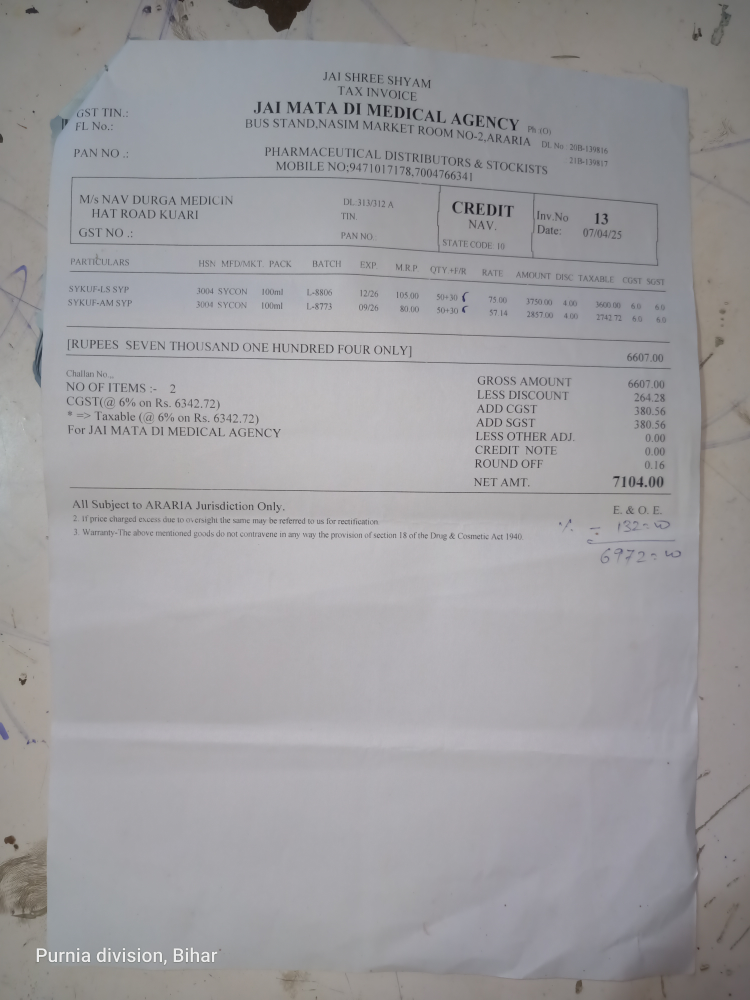 JAI SHREE SHYAM
TAX INVOICE
GST TIN.: JAI MATA DI MEDICAL AGENCY Ph :(O)
FL No.: BUS STAND,NASIM MARKET ROOM NO-2,ARARIA DL No 20B-139816
21B-139817
PAN NO .: PHARMACEUTICAL DISTRIBUTORS & STOCKISTS
MOBILE NO;9471017178,7004766341
M/s NAV DURGA MEDICIN DL:313/312 A CREDIT Inv.No 13
HAT ROAD KUARI TIN. NAV. Date: 07/04/25
GST NO .: PAN NO. STATE CODE 10
PARTICULARS HSN MFD/MKT. PACK BATCH EXP. M.R.P QTY.+F/R RATE AMOUNT DISC TAXABLE CGST SGST
SYKUF-LS SYP 3004 SYCON 100ml L-8806 12/26 105.00 50+30 75.00 3750.00 4.00 3600.00 6.0 6.0
SYKUF-AM SYP 3004 SYCON 100ml L-8773 09/26 80.00 50+30 57.14 2857.00 4.00 2742.72 6.0 6.0
[RUPEES SEVEN THOUSAND ONE HUNDRED FOUR ONLY] 6607.00
Challan No._
NO OF ITEMS :- 2
CGST(@ 6% on Rs. 6342.72)
* => Taxable (@ 6% on Rs. 6342.72)
For JAI MATA DI MEDICAL AGENCY
GROSS AMOUNT 6607.00
LESS DISCOUNT 264.28
ADD CGST 380.56
ADD SGST 380.56
LESS OTHER ADJ. 0.00
CREDIT NOTE 0.00
ROUND OFF 0.16
NET AMT. 7104.00
All Subject to ARARIA Jurisdiction Only. E. & O. E.
2. If price charged excess due to oversight the same may be referred to us for rectification
3. Warranty-The above mentioned goods do not contravene in any way the provision of section 18 of the Drug & Cosmetic Act 1940.
132=00
6972=00
Purnia division, Bihar